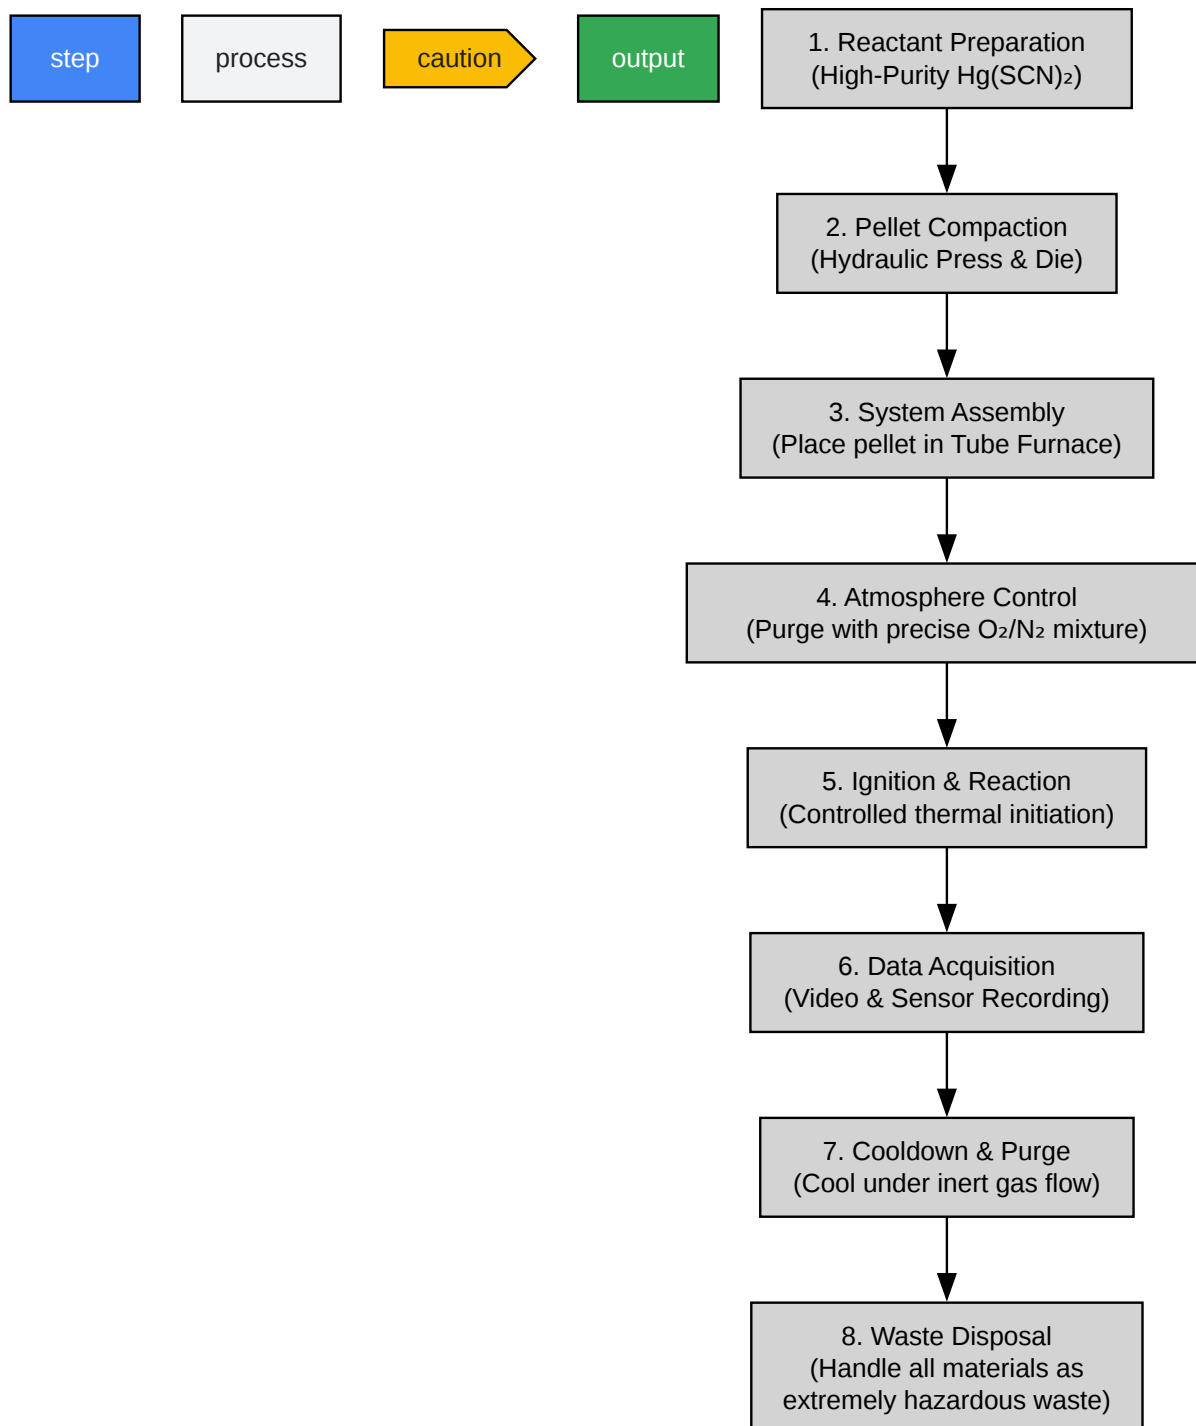 step
process
caution
output
1. Reactant Preparation
(High-Purity Hg(SCN)₂)
2. Pellet Compaction
(Hydraulic Press & Die)
3. System Assembly
(Place pellet in Tube Furnace)
4. Atmosphere Control
(Purge with precise O₂/N₂ mixture)
5. Ignition & Reaction
(Controlled thermal initiation)
6. Data Acquisition
(Video & Sensor Recording)
7. Cooldown & Purge
(Cool under inert gas flow)
8. Waste Disposal
(Handle all materials as
extremely hazardous waste)